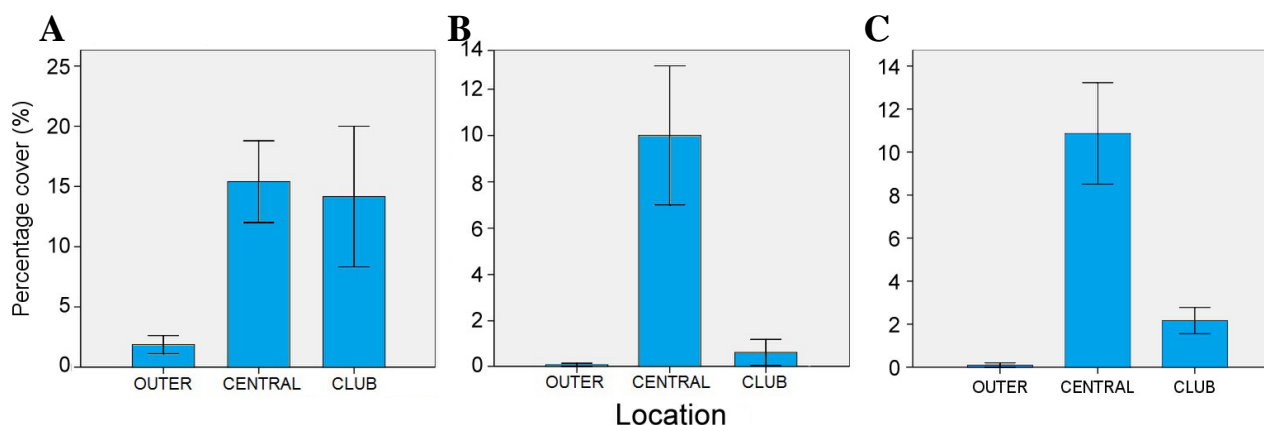 A
B
C
Percentage cover (%)
25
20
15
10
5
0
OUTER CENTRAL CLUB
14
12
10
8
6
4
2
0
OUTER CENTRAL CLUB
14
12
10
8
6
4
2
0
OUTER CENTRAL CLUB
Location